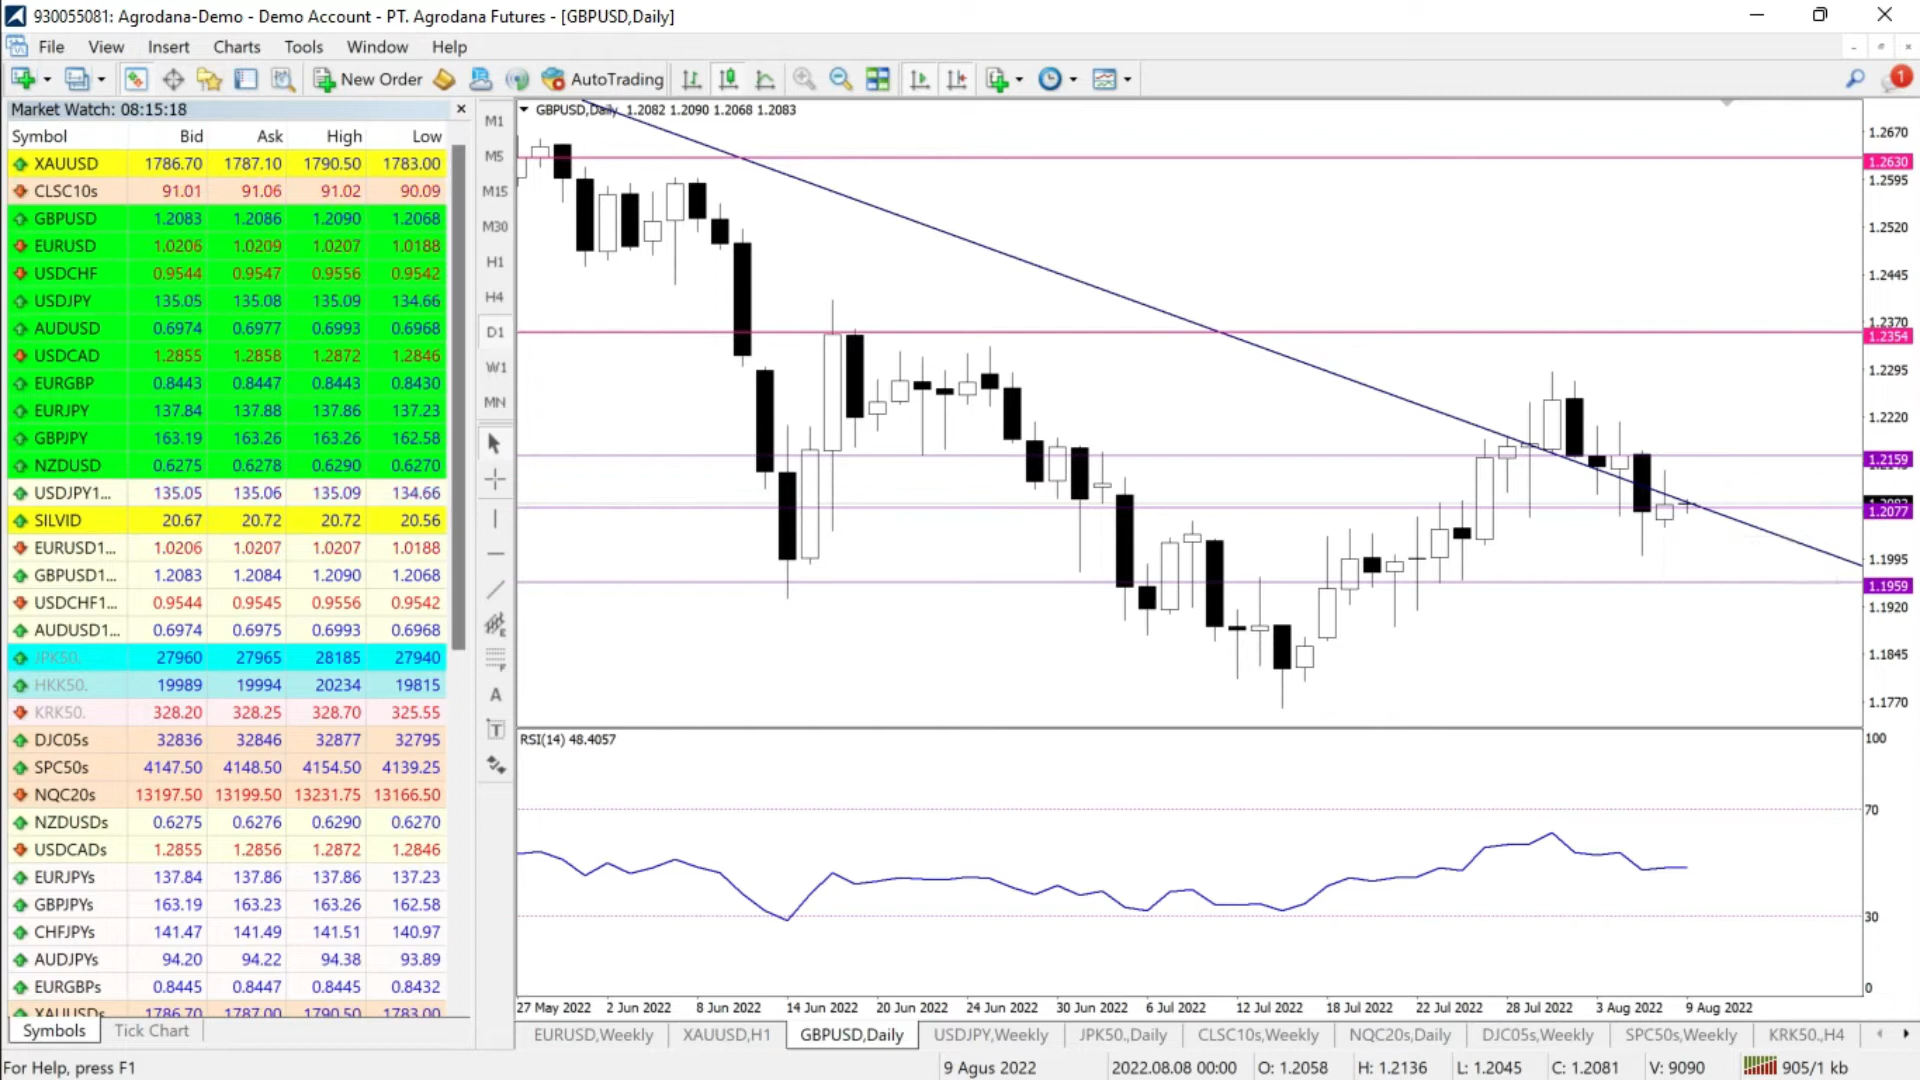 930055081: Agrodana-Demo - Demo Account - PT. Agrodana Futures - [GBPUSD,Daily]
File View Insert Charts Tools Window Help
New Order AutoTrading 1
Market Watch: 08:15:18
Symbol Bid Ask High Low
XAUUSD 1786.70 1787.10 1790.50 1783.00
CLSC10s 91.01 91.06 91.02 90.09
GBPUSD 1.2083 1.2086 1.2090 1.2068
EURUSD 1.0206 1.0209 1.0207 1.0188
USDCHF 0.9544 0.9547 0.9556 0.9542
USDJPY 135.05 135.08 135.09 134.66
AUDUSD 0.6974 0.6977 0.6993 0.6968
USDCAD 1.2855 1.2858 1.2872 1.2846
EURGBP 0.8443 0.8447 0.8443 0.8430
EURJPY 137.84 137.88 137.86 137.23
GBPJPY 163.19 163.26 163.26 162.58
NZDUSD 0.6275 0.6278 0.6290 0.6270
USDJPY1... 135.05 135.06 135.09 134.66
SILVID 20.67 20.72 20.72 20.56
EURUSD1... 1.0206 1.0207 1.0207 1.0188
GBPUSD1... 1.2083 1.2084 1.2090 1.2068
USDCHF1... 0.9544 0.9545 0.9556 0.9542
AUDUSD1... 0.6974 0.6975 0.6993 0.6968
JPK50. 27960 27965 28185 27940
HKK50. 19989 19994 20234 19815
KRK50. 328.20 328.25 328.70 325.55
DJC05s 32836 32846 32877 32795
SPC50s 4147.50 4148.50 4154.50 4139.25
NQC20s 13197.50 13199.50 13231.75 13166.50
NZDUSDs 0.6275 0.6276 0.6290 0.6270
USDCADs 1.2855 1.2856 1.2872 1.2846
EURJPYs 137.84 137.86 137.86 137.23
GBPJPYs 163.19 163.23 163.26 162.58
CHFJPYs 141.47 141.49 141.51 140.97
AUDJPYs 94.20 94.22 94.38 93.89
EURGBPs 0.8445 0.8447 0.8445 0.8432
XAUUSDs 1786.70 1787.00 1790.50 1783.00
Symbols Tick Chart
M1
M5
M15
M30
H1
H4
D1
W1
MN
E
F
A
T
GBPUSD,Daily 1.2082 1.2090 1.2068 1.2083
1.2670
1.2630
1.2595
1.2520
1.2445
1.2370
1.2354
1.2295
1.2220
1.2159
1.2077
1.1995
1.1959
1.1920
1.1845
1.1770
RSI(14) 48.4057
100
70
30
0
27 May 2022 2 Jun 2022 8 Jun 2022 14 Jun 2022 20 Jun 2022 24 Jun 2022 30 Jun 2022 6 Jul 2022 12 Jul 2022 18 Jul 2022 22 Jul 2022 28 Jul 2022 3 Aug 2022 9 Aug 2022
EURUSD,Weekly XAUUSD,H1 GBPUSD,Daily USDJPY,Weekly JPK50.,Daily CLSC10s,Weekly NQC20s,Daily DJC05s,Weekly SPC50s,Weekly KRK50.,H4
For Help, press F1 9 Agus 2022 2022.08.08 00:00 O: 1.2058 H: 1.2136 L: 1.2045 C: 1.2081 V: 9090 905/1 kb